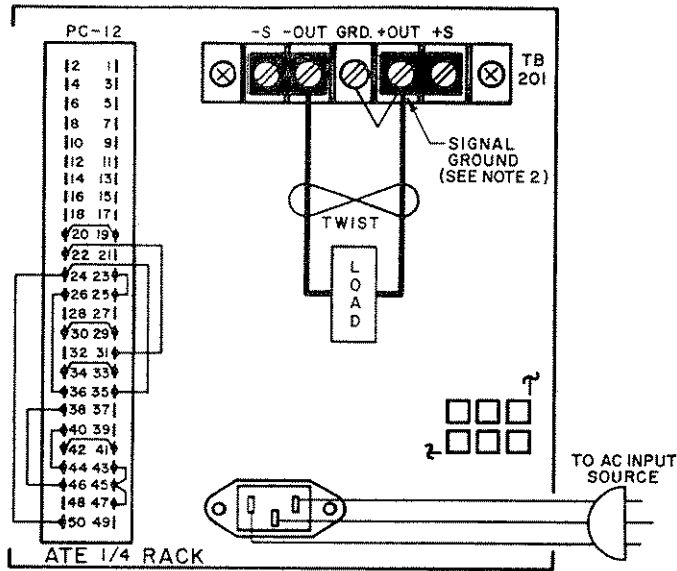 PC-12
-S -OUT GRD. +OUT +S
TB
201
2 1
4 3
6 5
8 7
10 9
12 11
14 13
16 15
18 17
20 19
22 21
24 23
26 25
28 27
30 29
32 31
34 33
36 35
38 37
40 39
42 41
44 43
46 45
48 47
50 49
SIGNAL
GROUND
(SEE NOTE 2)
TWIST
LOAD
TO AC INPUT
SOURCE
ATE 1/4 RACK